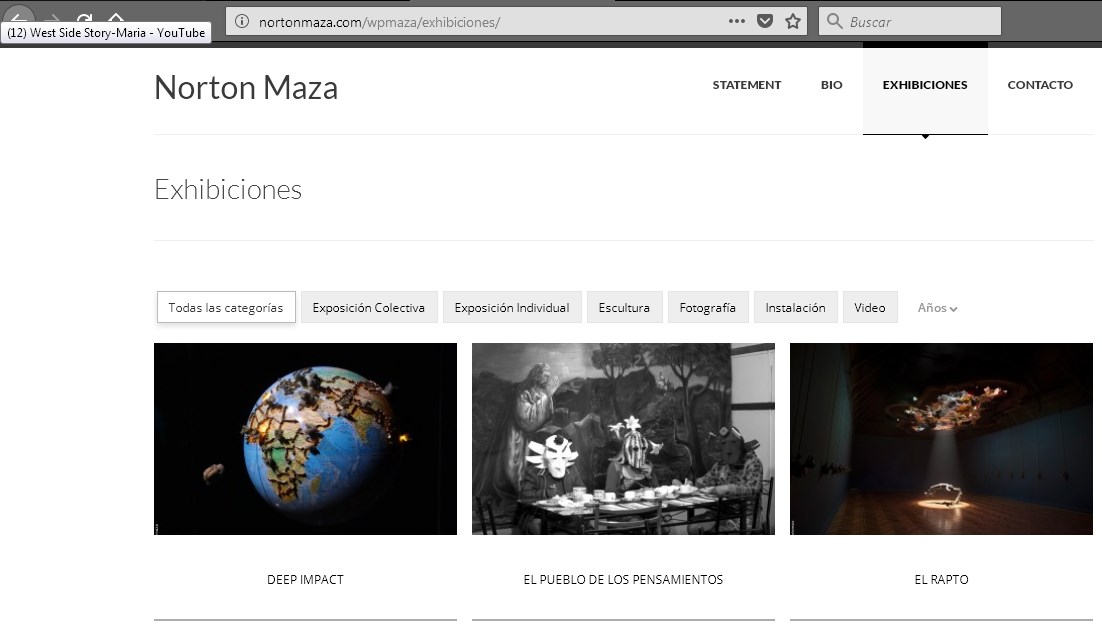 nortonmaza.com/wpmaza/exhibiciones/
Buscar
(12) West Side Story-Maria - YouTube
Norton Maza
STATEMENT
BIO
EXHIBICIONES
CONTACTO
Exhibiciones
Todas las categorías
Exposición Colectiva
Exposición Individual
Escultura
Fotografía
Instalación
Video
Años
DEEP IMPACT
EL PUEBLO DE LOS PENSAMIENTOS
EL RAPTO